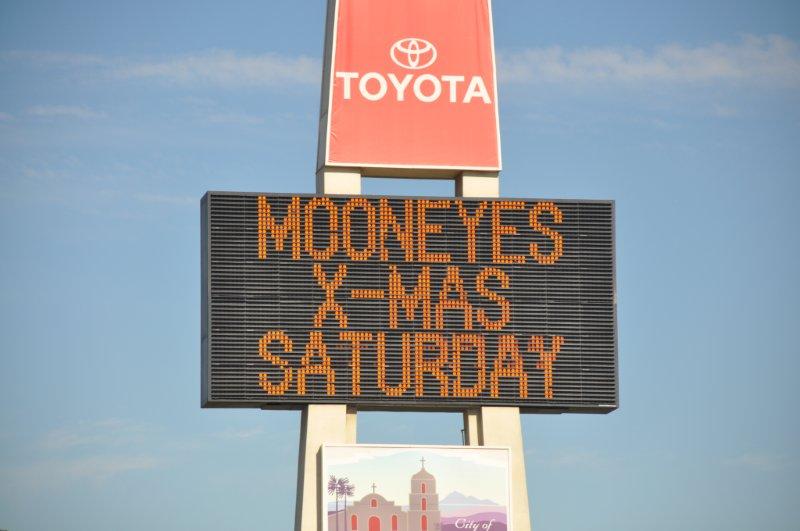 TOYOTA
MOONEYES
X-MAS
SATURDAY
City of